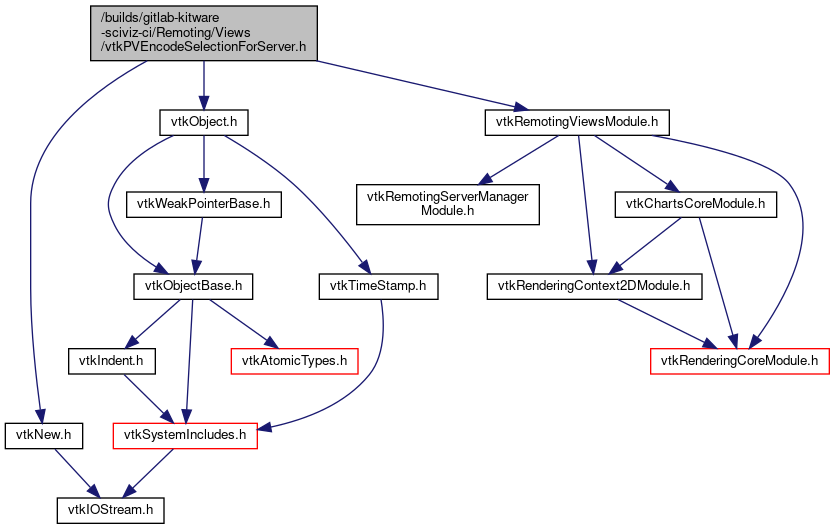 /builds/gitlab-kitware
-sciviz-ci/Remoting/Views
/vtkPVEncodeSelectionForServer.h
vtkObject.h
vtkRemotingViewsModule.h
vtkWeakPointerBase.h
vtkRemotingServerManager
Module.h
vtkChartsCoreModule.h
vtkObjectBase.h
vtkTimeStamp.h
vtkRenderingContext2DModule.h
vtkIndent.h
vtkAtomicTypes.h
vtkRenderingCoreModule.h
vtkNew.h
vtkSystemIncludes.h
vtkIOStream.h